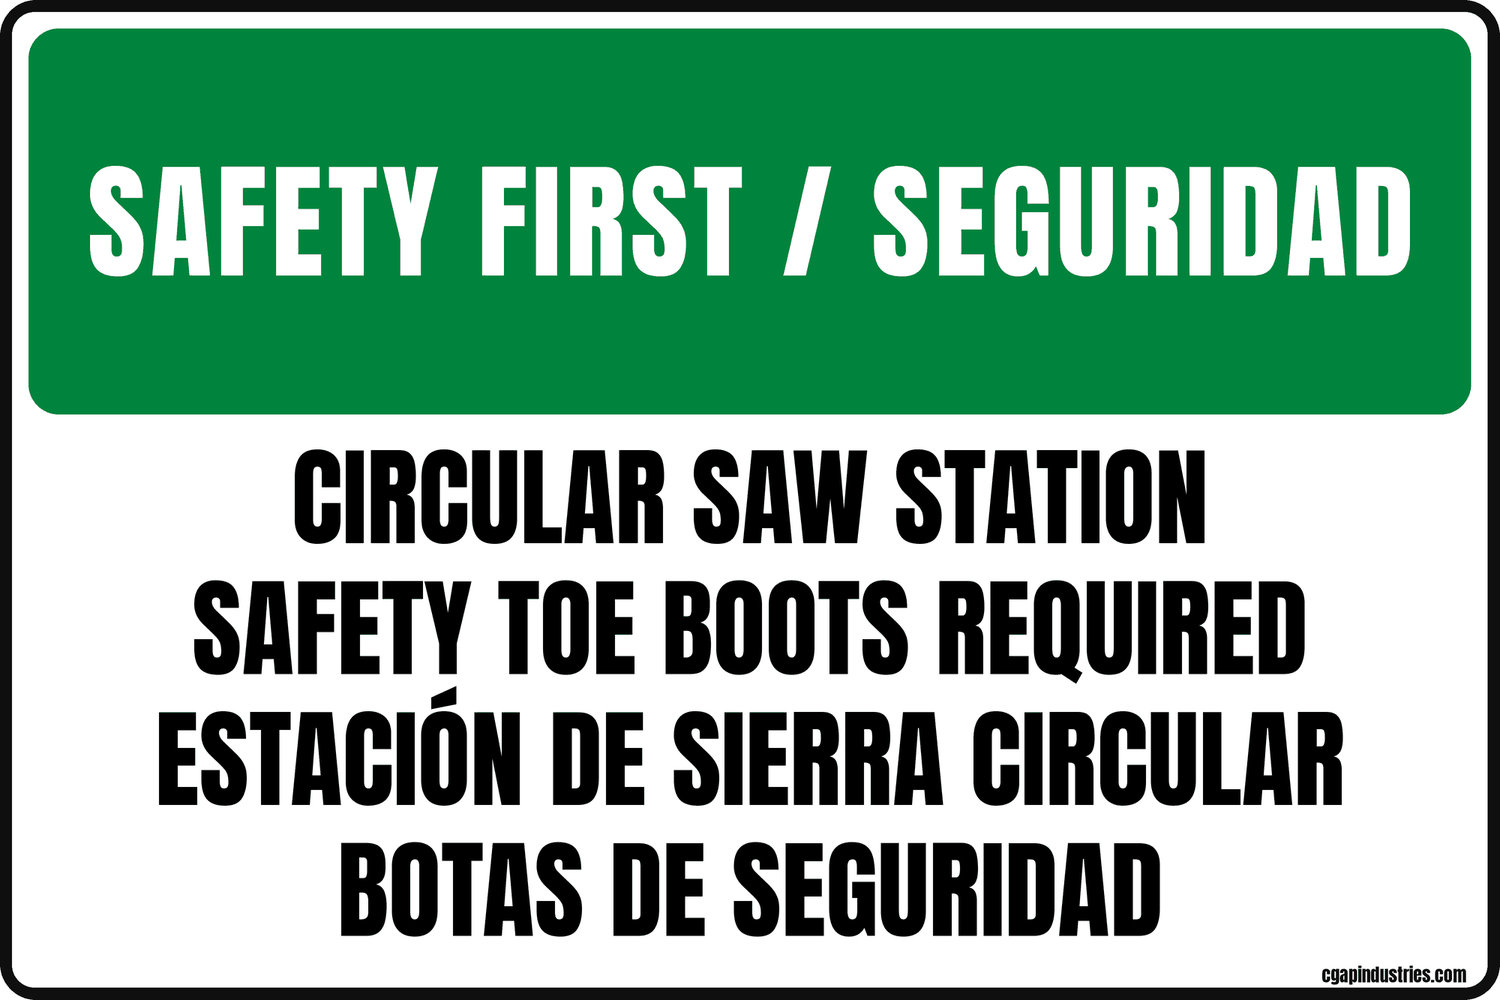 SAFETY FIRST / SEGURIDAD
CIRCULAR SAW STATION
SAFETY TOE BOOTS REQUIRED
ESTACIÓN DE SIERRA CIRCULAR
BOTAS DE SEGURIDAD
cgapindustries.com